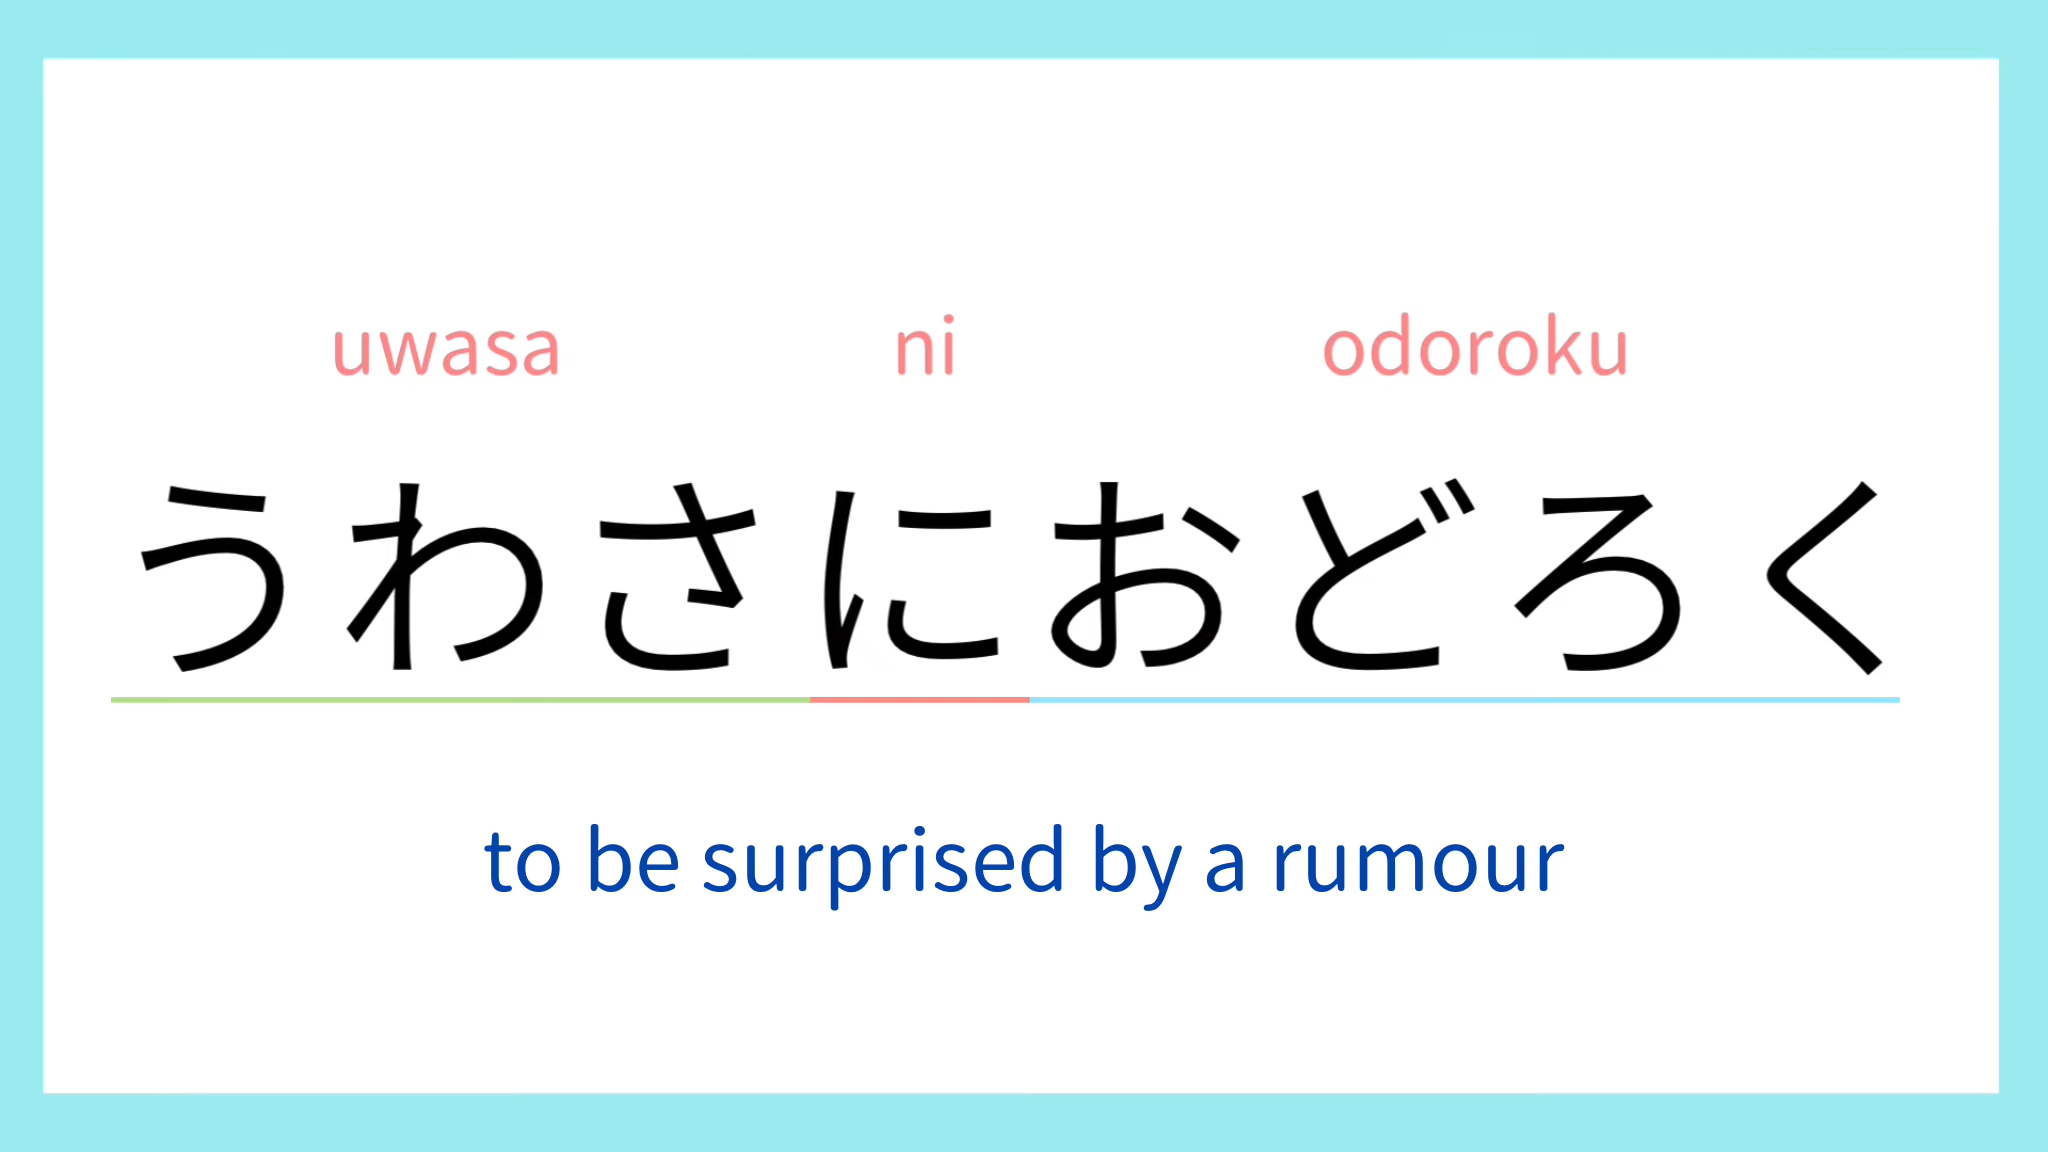 uwasa ni odoroku
うわさにおどろく
to be surprised by a rumour